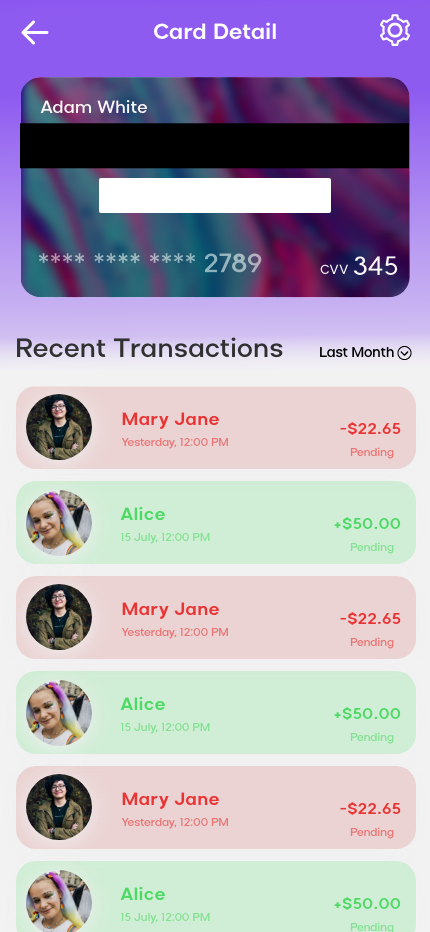 Card Detail
Adam White
**** **** **** 2789
CVV 345
Recent Transactions
Last Month
Mary Jane
-$22.65
Yesterday, 12:00 PM
Pending
Alice
+$50.00
15 July, 12:00 PM
Pending
Mary Jane
-$22.65
Yesterday, 12:00 PM
Pending
Alice
+$50.00
15 July, 12:00 PM
Pending
Mary Jane
-$22.65
Yesterday, 12:00 PM
Pending
Alice
+$50.00
15 July, 12:00 PM
Pending